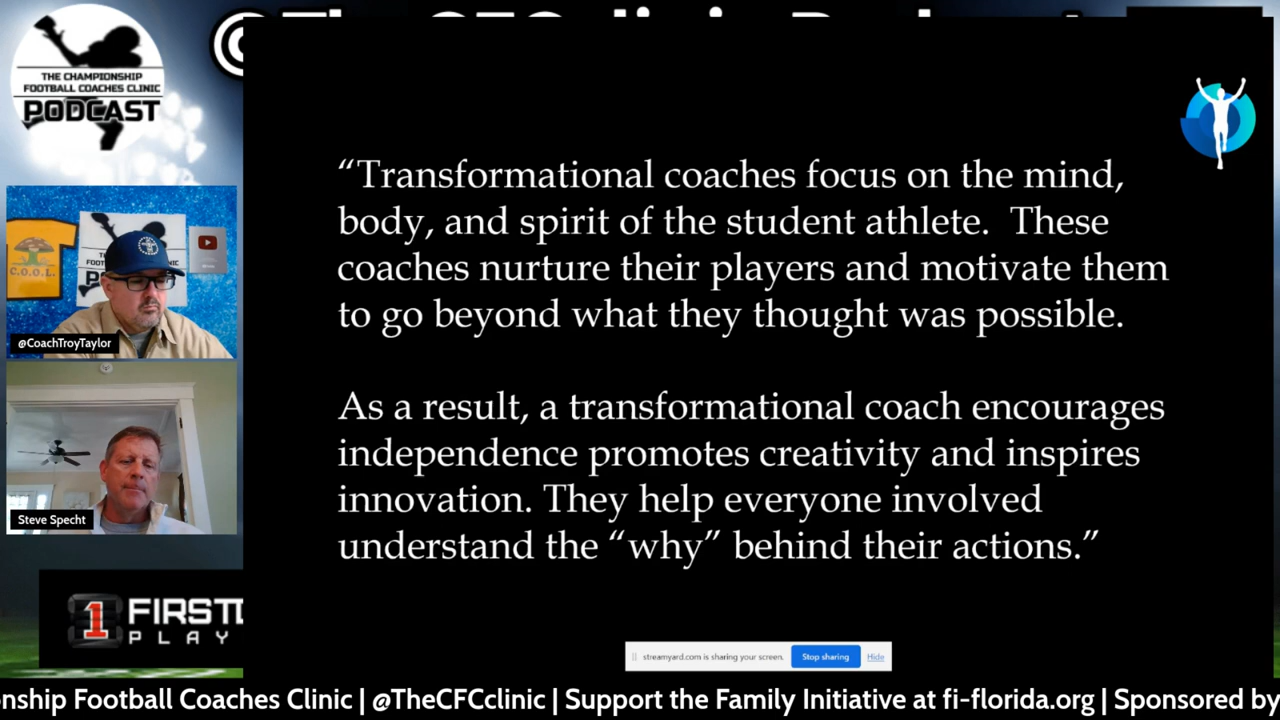 THE CHAMPIONSHIP
FOOTBALL COACHES CLINIC
PODCAST
C.O.O.L.
@CoachTroyTaylor
Steve Specht
1 FIRST
PLAY
“Transformational coaches focus on the mind,
body, and spirit of the student athlete.  These
coaches nurture their players and motivate them
to go beyond what they thought was possible.
As a result, a transformational coach encourages
independence promotes creativity and inspires
innovation. They help everyone involved
understand the “why” behind their actions.”
streamyard.com is sharing your screen. Stop sharing Hide
nship Football Coaches Clinic | @TheCFCclinic | Support the Family Initiative at fi-florida.org | Sponsored by